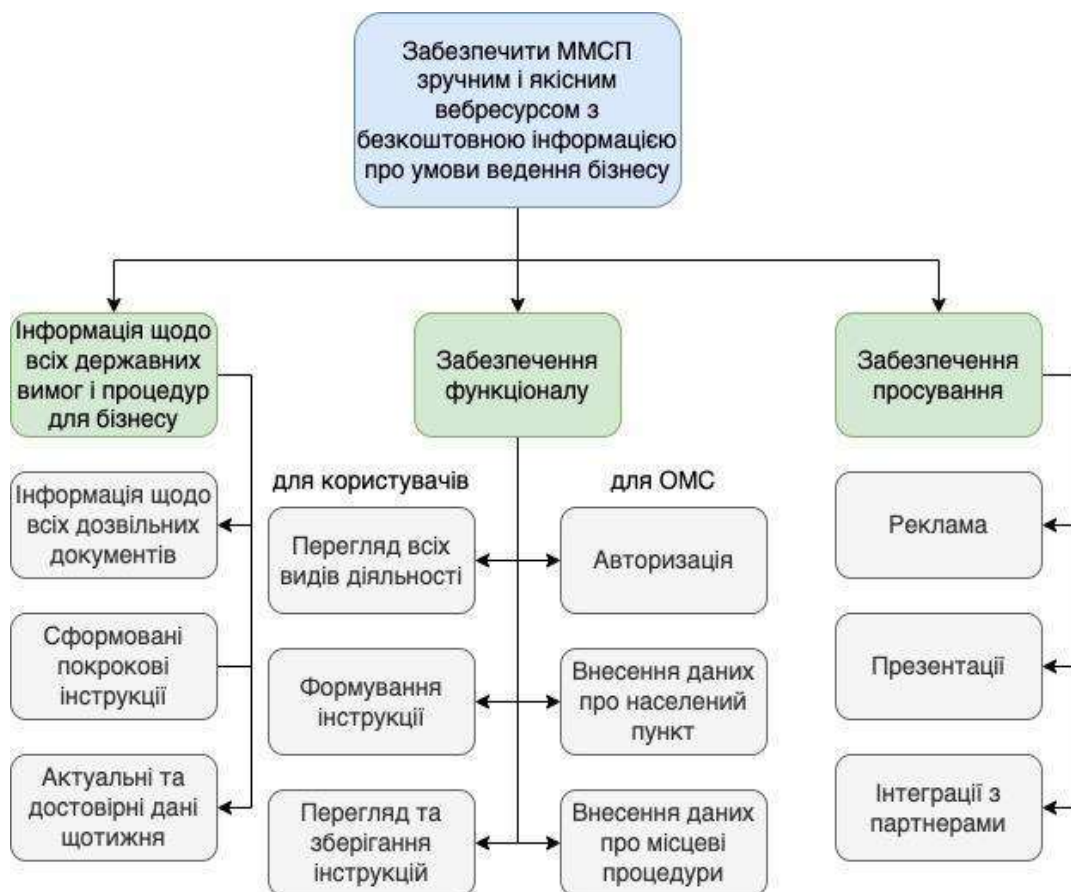 Забезпечити ММСП
зручним і якісним
вебресурсом з
безкоштовною інформацією
про умови ведення бізнесу
Інформація щодо
всіх державних
вимог і процедур
для бізнесу
Забезпечення
функціоналу
Забезпечення
просування
Інформація щодо
всіх дозвільних
документів
Сформовані
покрокові
інструкції
Актуальні та
достовірні дані
щотижня
для користувачів
Перегляд всіх
видів діяльності
Формування
інструкції
Перегляд та
зберігання
інструкцій
для ОМС
Авторизація
Внесення даних
про населений
пункт
Внесення даних
про місцеві
процедури
Реклама
Презентації
Інтеграції з
партнерами